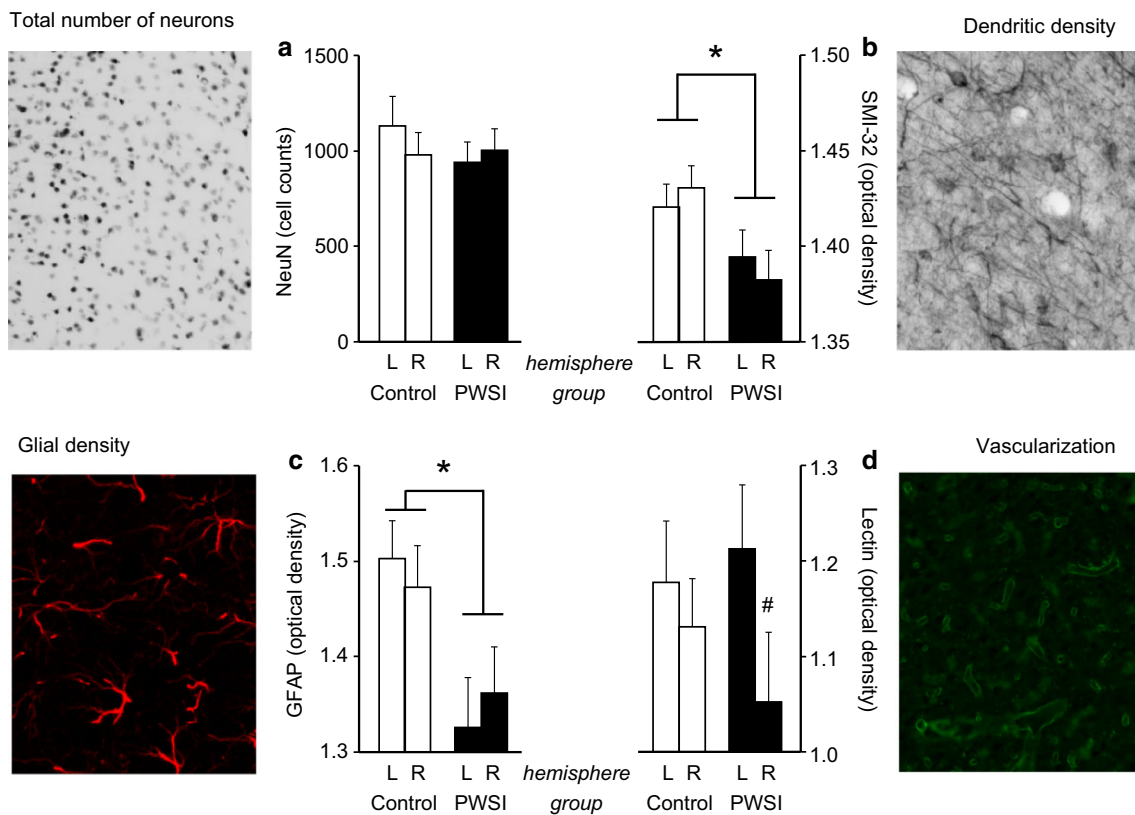 Total number of neurons
Dendritic density
a
b
*
1500
1000
500
0
NeuN (cell counts)
1.50
1.45
1.40
1.35
SMI-32 (optical density)
L R L R hemisphere L R L R
Control PWSI group Control PWSI
Glial density
Vascularization
c
d
*
#
1.6
1.5
1.4
1.3
GFAP (optical density)
1.3
1.2
1.1
1.0
Lectin (optical density)
L R L R hemisphere L R L R
Control PWSI group Control PWSI